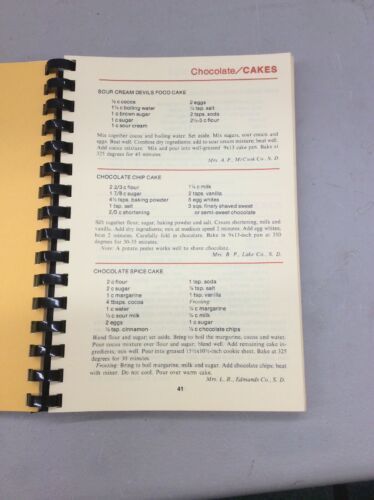 Chocolate/CAKES
SOUR CREAM DEVILS FOOD CAKE
½ c cocoa
1¼ c boiling water
1 c brown sugar
1 c sugar
1 c sour cream
2 eggs
½ tsp. salt
2 tsps. soda
2½-3 c flour
Mix together cocoa and boiling water. Set aside. Mix sugars, sour cream and
eggs. Beat well. Combine dry ingredients; add to sour cream mixture; beat well.
Add cocoa mixture. Mix and pour into well-greased 9x13 cake pan. Bake at
325 degrees for 45 minutes
Mrs. A. F., McCook Co., S. D.
CHOCOLATE CHIP CAKE
2 2/3 c flour
1 7/8 c sugar
4½ tsps. baking powder
1 tsp. salt
2/3 c shortening
1¼ c milk
2 tsps. vanilla
5 egg whites
3 sqs. finely shaved sweet
or semi-sweet chocolate
Sift together flour, sugar, baking powder and salt. Cream shortening, milk and
vanilla. Add dry ingredients; mix at medium speed 2 minutes. Add egg whites;
beat 2 minutes. Carefully fold in chocolate. Bake in 9x13-inch pan at 350
degrees for 30-35 minutes.
Note: A potato peeler works well to shave chocolate.
Mrs. B. P., Lake Co., S. D.
CHOCOLATE SPICE CAKE
2 c flour
2 c sugar
1 c margarine
4 tbsps. cocoa
1 c water
½ c sour milk
2 eggs
½ tsp. cinnamon
1 tsp. soda
½ tsp. salt
1 tsp. vanilla
Frosting:
½ c margarine
¼ c milk
1 c sugar
½ c chocolate chips
Blend flour and sugar; set aside. Bring to boil the margarine, cocoa and water.
Pour cocoa mixture over flour and sugar; blend well. Add remaining cake in-
gredients; mix well. Pour into greased 15½x10½-inch cookie sheet. Bake at 325
degrees for 30 minutes.
Frosting: Bring to boil margarine, milk and sugar. Add chocolate chips; beat
with mixer. Do not cool. Pour over warm cake.
Mrs. L. R., Edmunds Co., S. D.
41